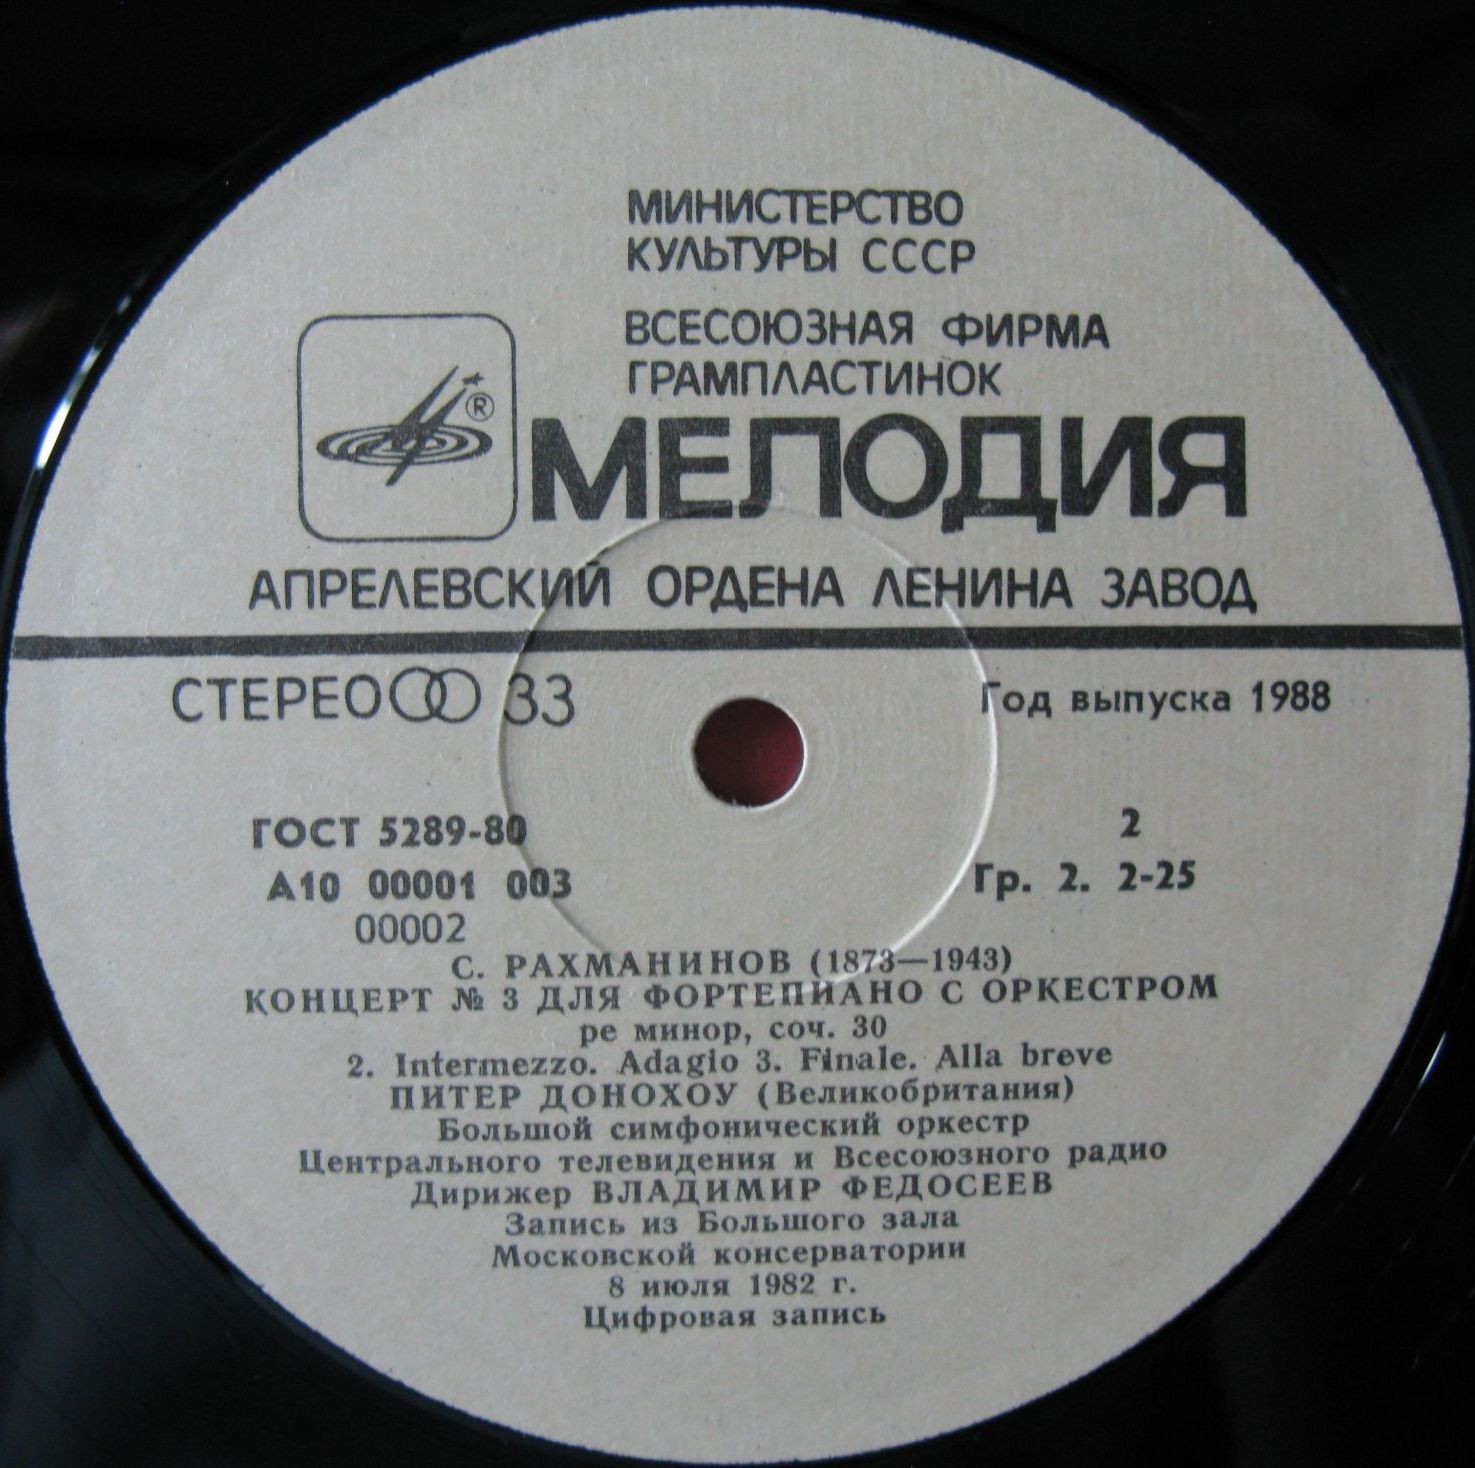 МИНИСТЕРСТВО
КУЛЬТУРЫ СССР
ВСЕСОЮЗНАЯ ФИРМА
ГРАМПЛАСТИНОК
®
МЕЛОДИЯ
АПРЕЛЕВСКИЙ ОРДЕНА ЛЕНИНА ЗАВОД
СТЕРЕО 33
Год выпуска 1988
ГОСТ 5289-80
2
А10 00001 003
Гр. 2. 2-25
00002
С. РАХМАНИНОВ (1873—1943)
КОНЦЕРТ № 3 ДЛЯ ФОРТЕПИАНО С ОРКЕСТРОМ
ре минор, соч. 30
2. Intermezzo. Adagio 3. Finale. Alla breve
ПИТЕР ДОНОХОУ (Великобритания)
Большой симфонический оркестр
Центрального телевидения и Всесоюзного радио
Дирижер ВЛАДИМИР ФЕДОСЕЕВ
Запись из Большого зала
Московской консерватории
8 июля 1982 г.
Цифровая запись